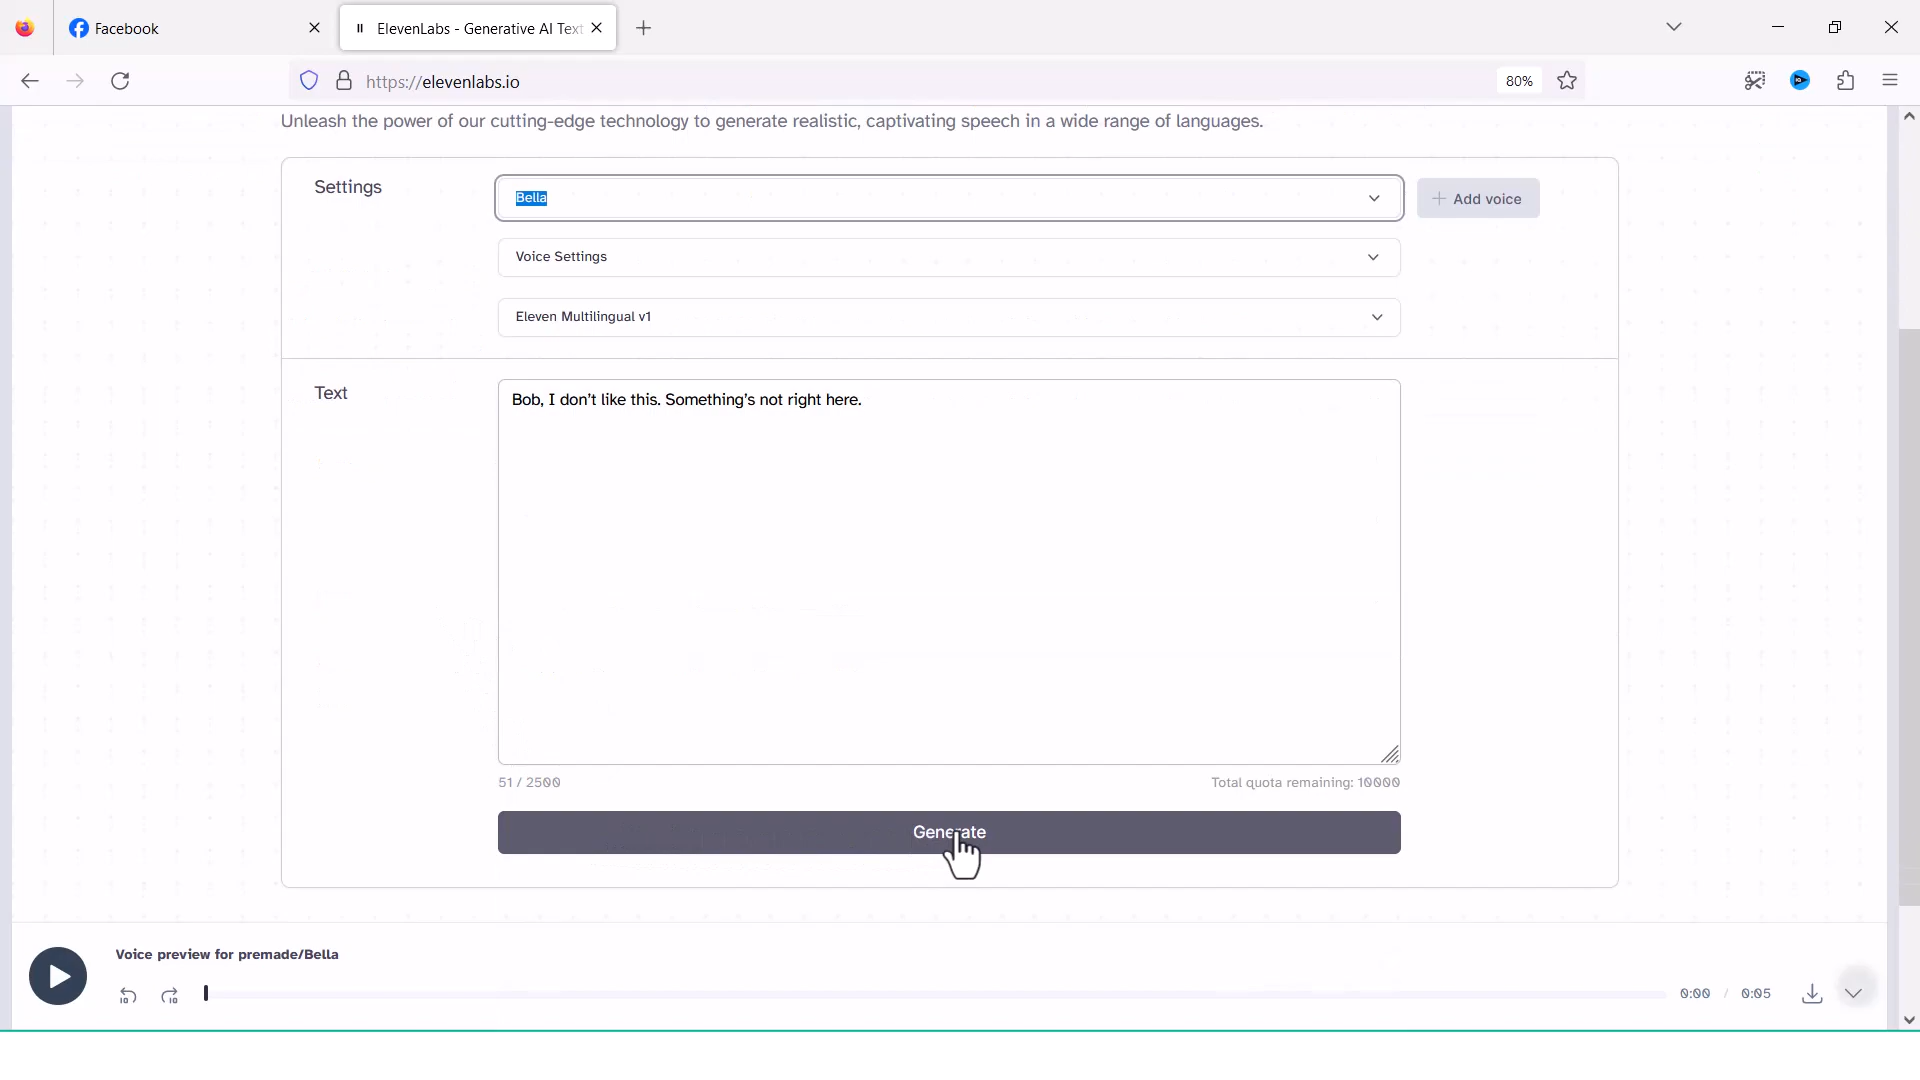 Facebook
ElevenLabs - Generative AI Text
https://elevenlabs.io
80%
Unleash the power of our cutting-edge technology to generate realistic, captivating speech in a wide range of languages.
Settings
Bella
Add voice
Voice Settings
Eleven Multilingual v1
Text
Bob, I don’t like this. Something’s not right here.
51 / 2500
Total quota remaining: 10000
Generate
Voice preview for premade/Bella
10
10
0:00 / 0:05